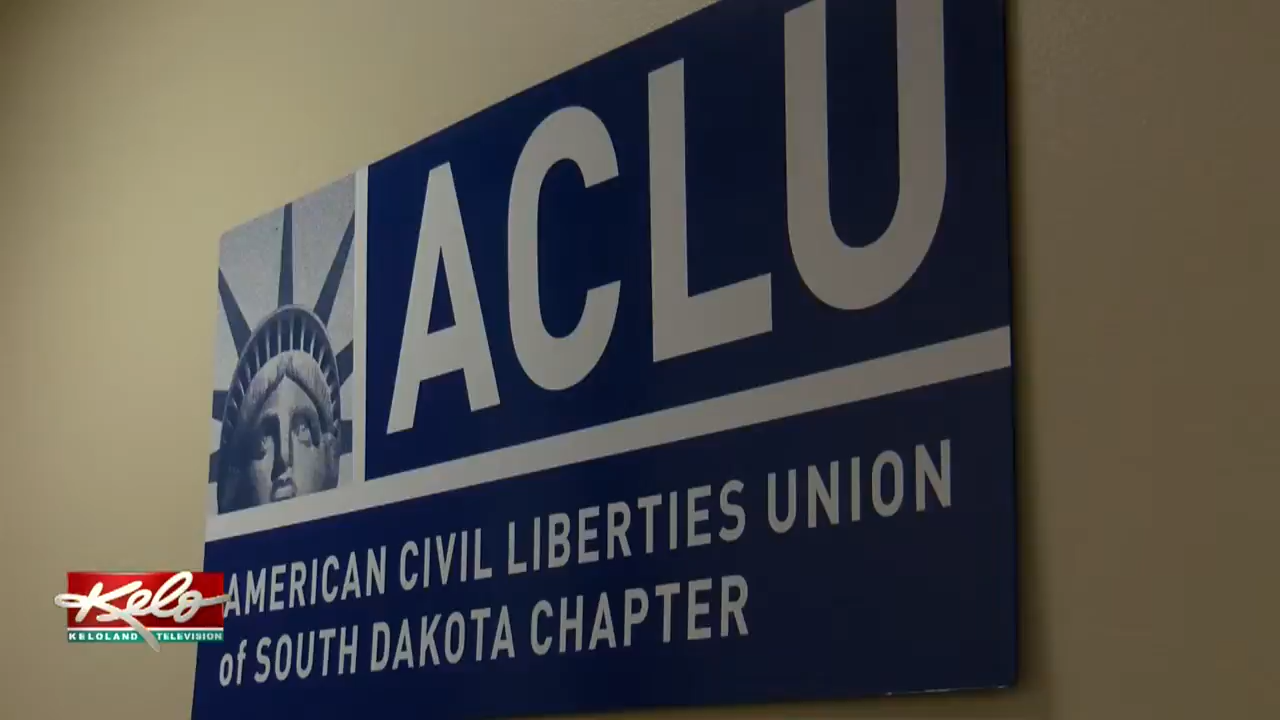 ACLU
AMERICAN CIVIL LIBERTIES UNION
of SOUTH DAKOTA CHAPTER
Kelo
KELOLAND TELEVISION